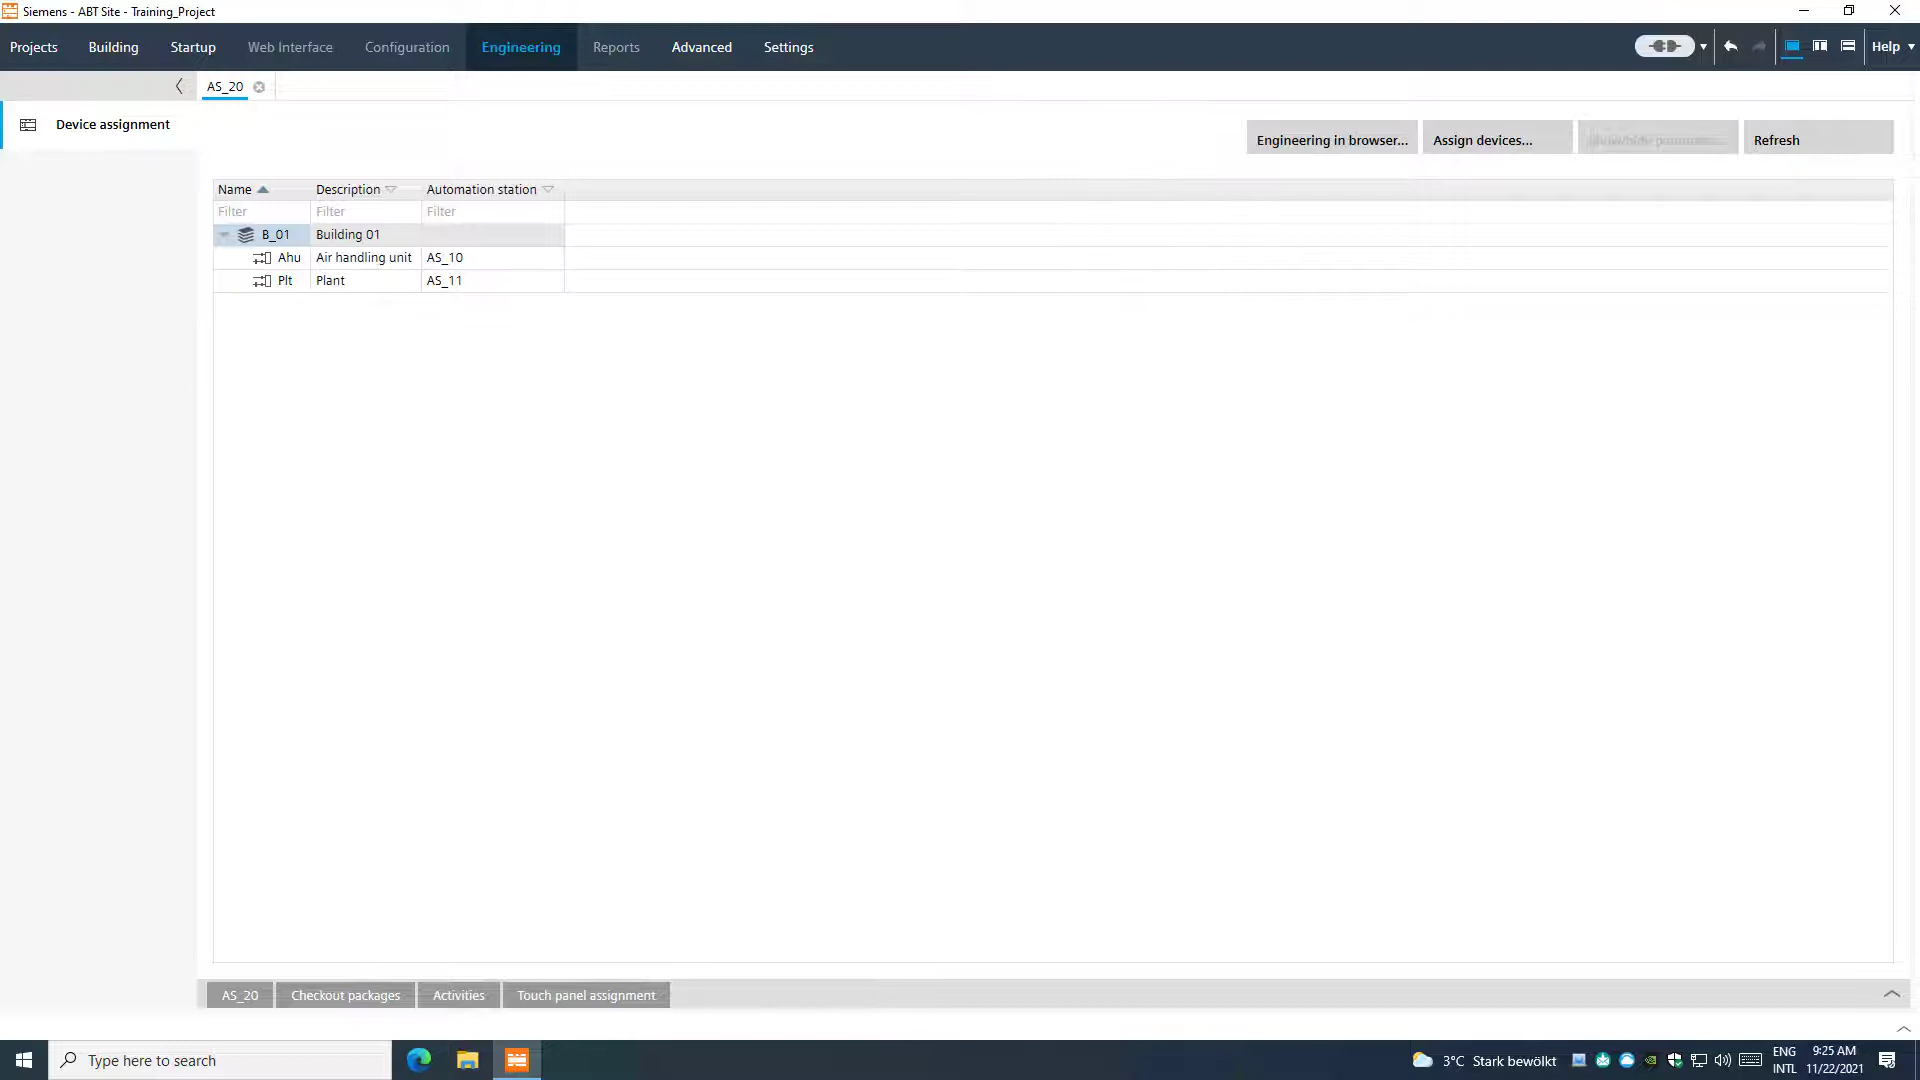 Siemens - ABT Site - Training_Project
Projects Building Startup Web Interface Configuration Engineering Reports Advanced Settings Help
AS_20
Device assignment
Engineering in browser... Assign devices... Refresh
Name Description Automation station
Filter Filter Filter
B_01 Building 01
Ahu Air handling unit AS_10
Plt Plant AS_11
AS_20 Checkout packages Activities Touch panel assignment
Type here to search 3°C Stark bewölkt ENG 9:25 AM
INTL 11/22/2021